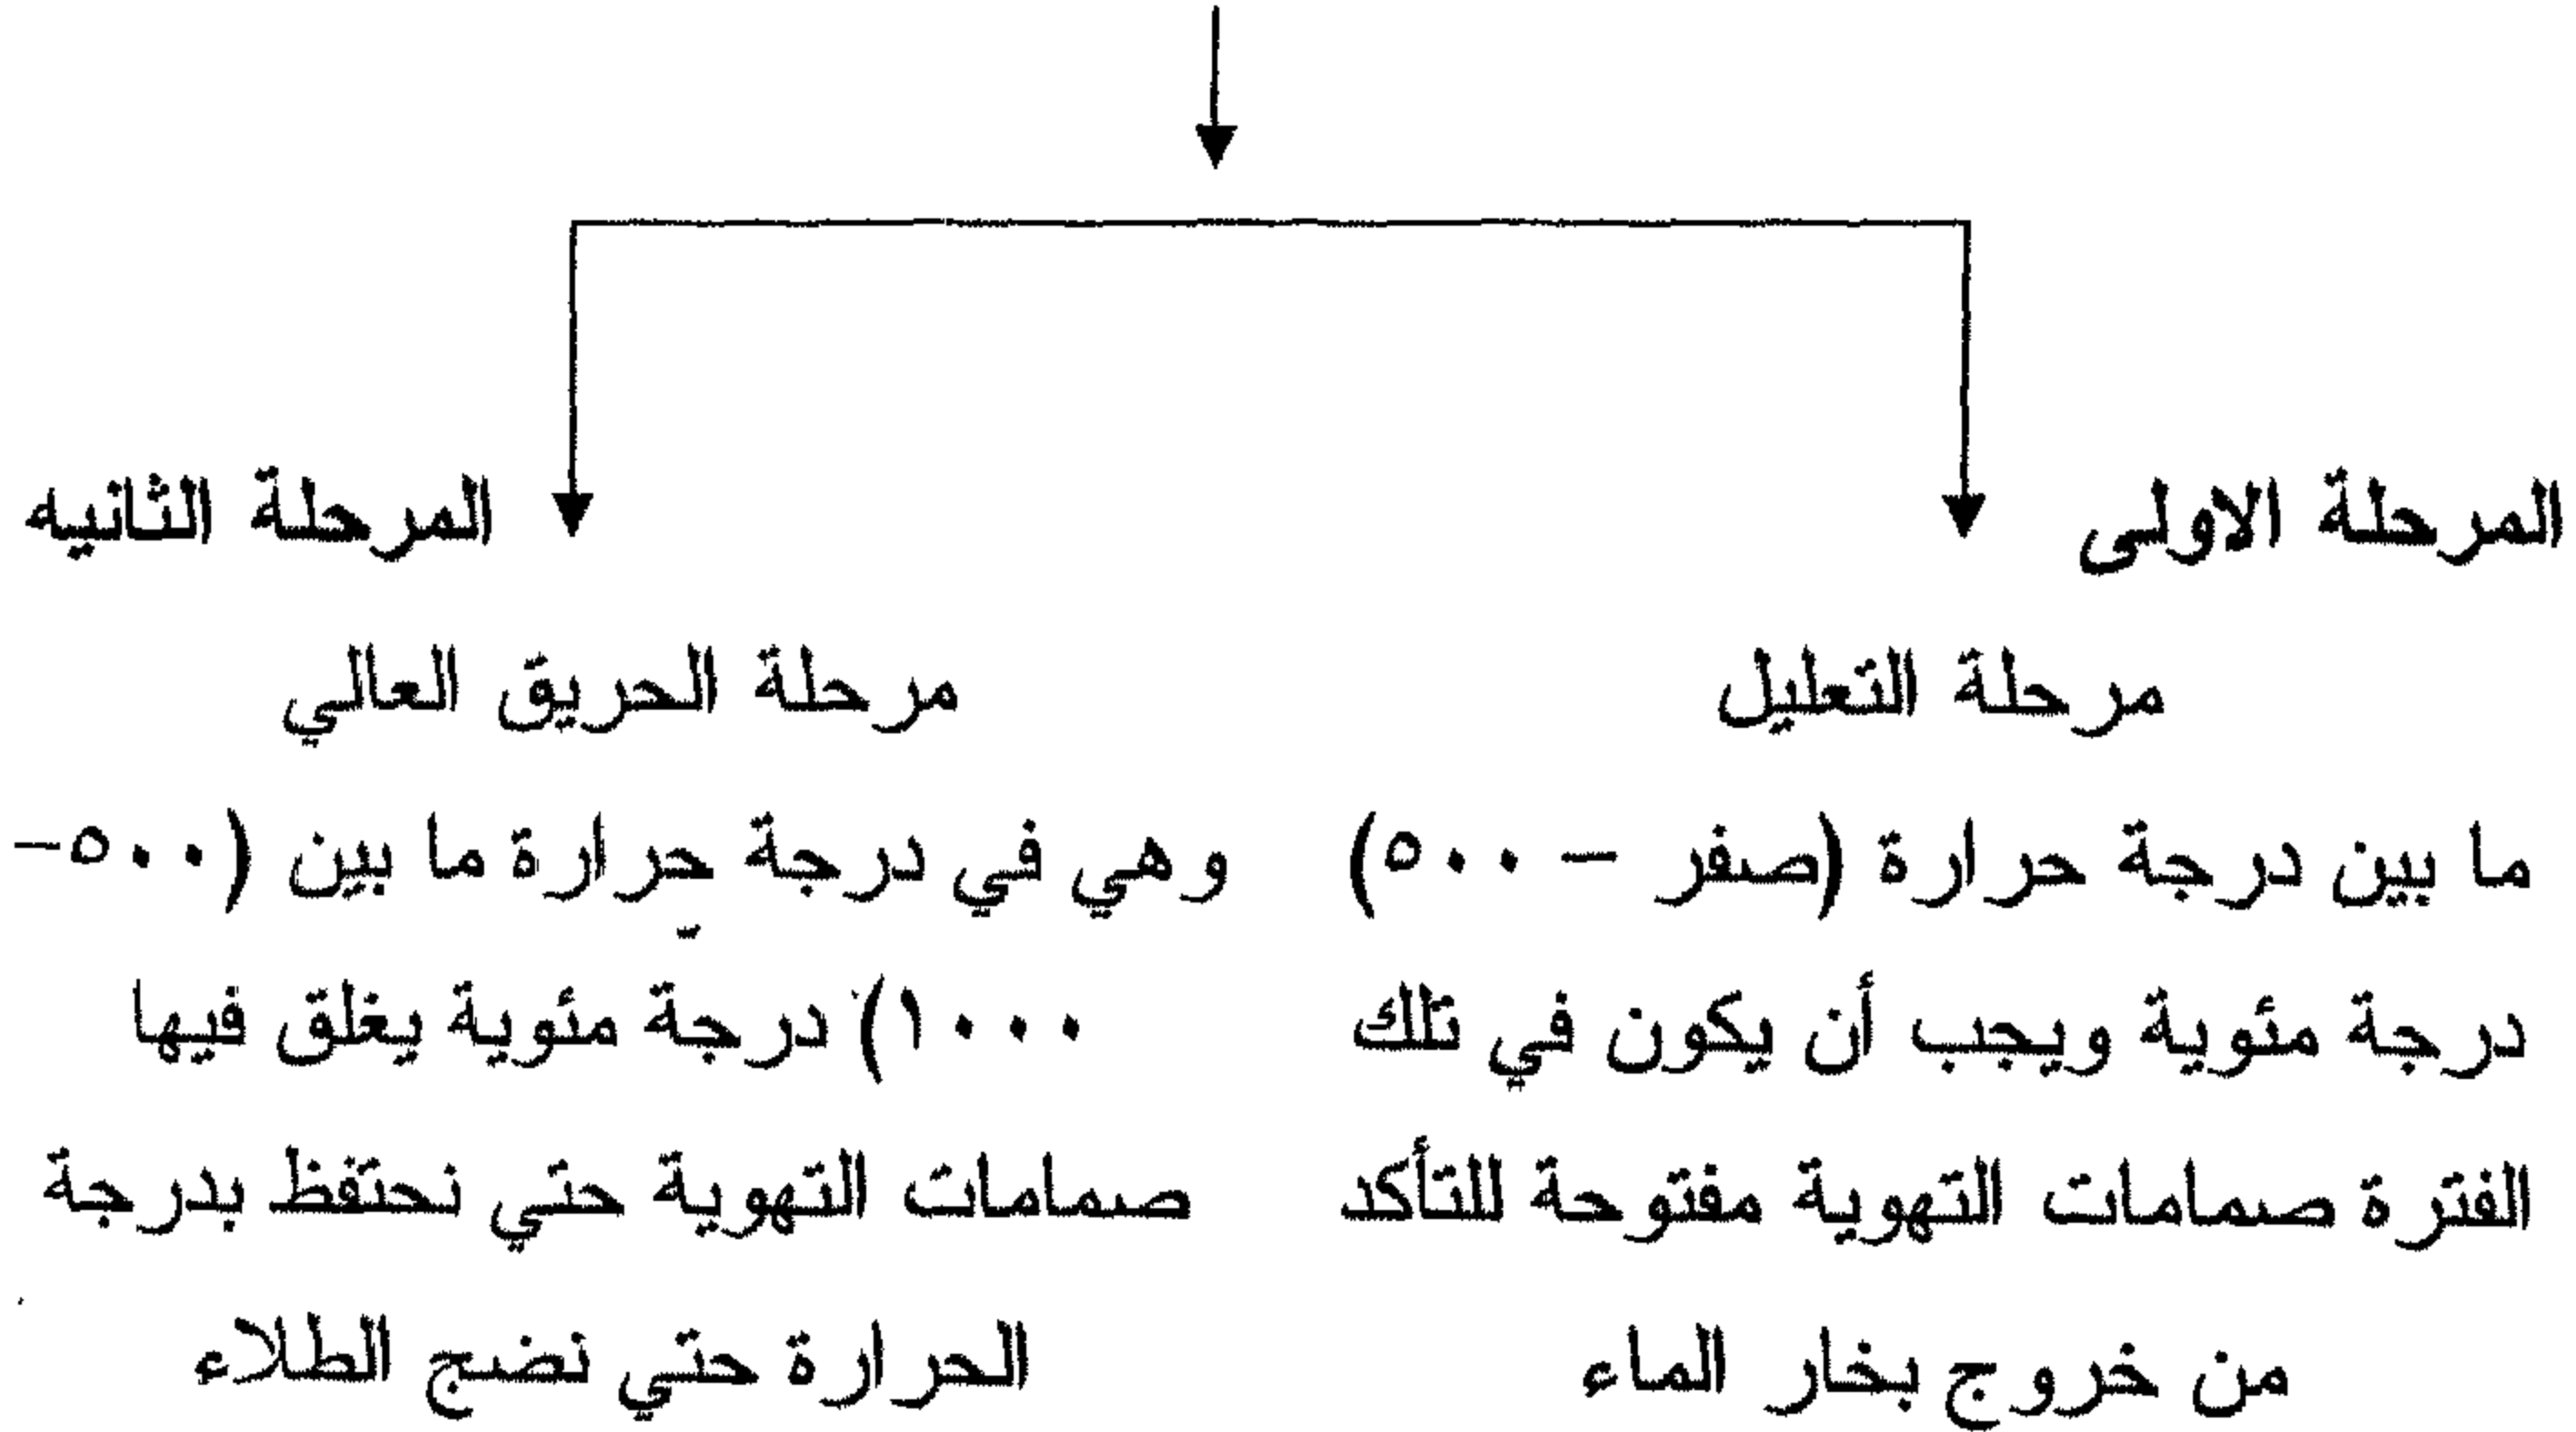 المرحلة الاولى
مرحلة التعليل
ما بين درجة حرارة (صفر – ٥٠٠)
درجة مئوية ويجب أن يكون في تلك
الفترة صمامات التهوية مفتوحة للتأكد
من خروج بخار الماء
المرحلة الثانيه
مرحلة الحريق العالي
وهي في درجة حرارة ما بين (٥٠٠-
١٠٠٠) درجة مئوية يغلق فيها
صمامات التهوية حتي نحتفظ بدرجة
الحرارة حتي نضج الطلاء